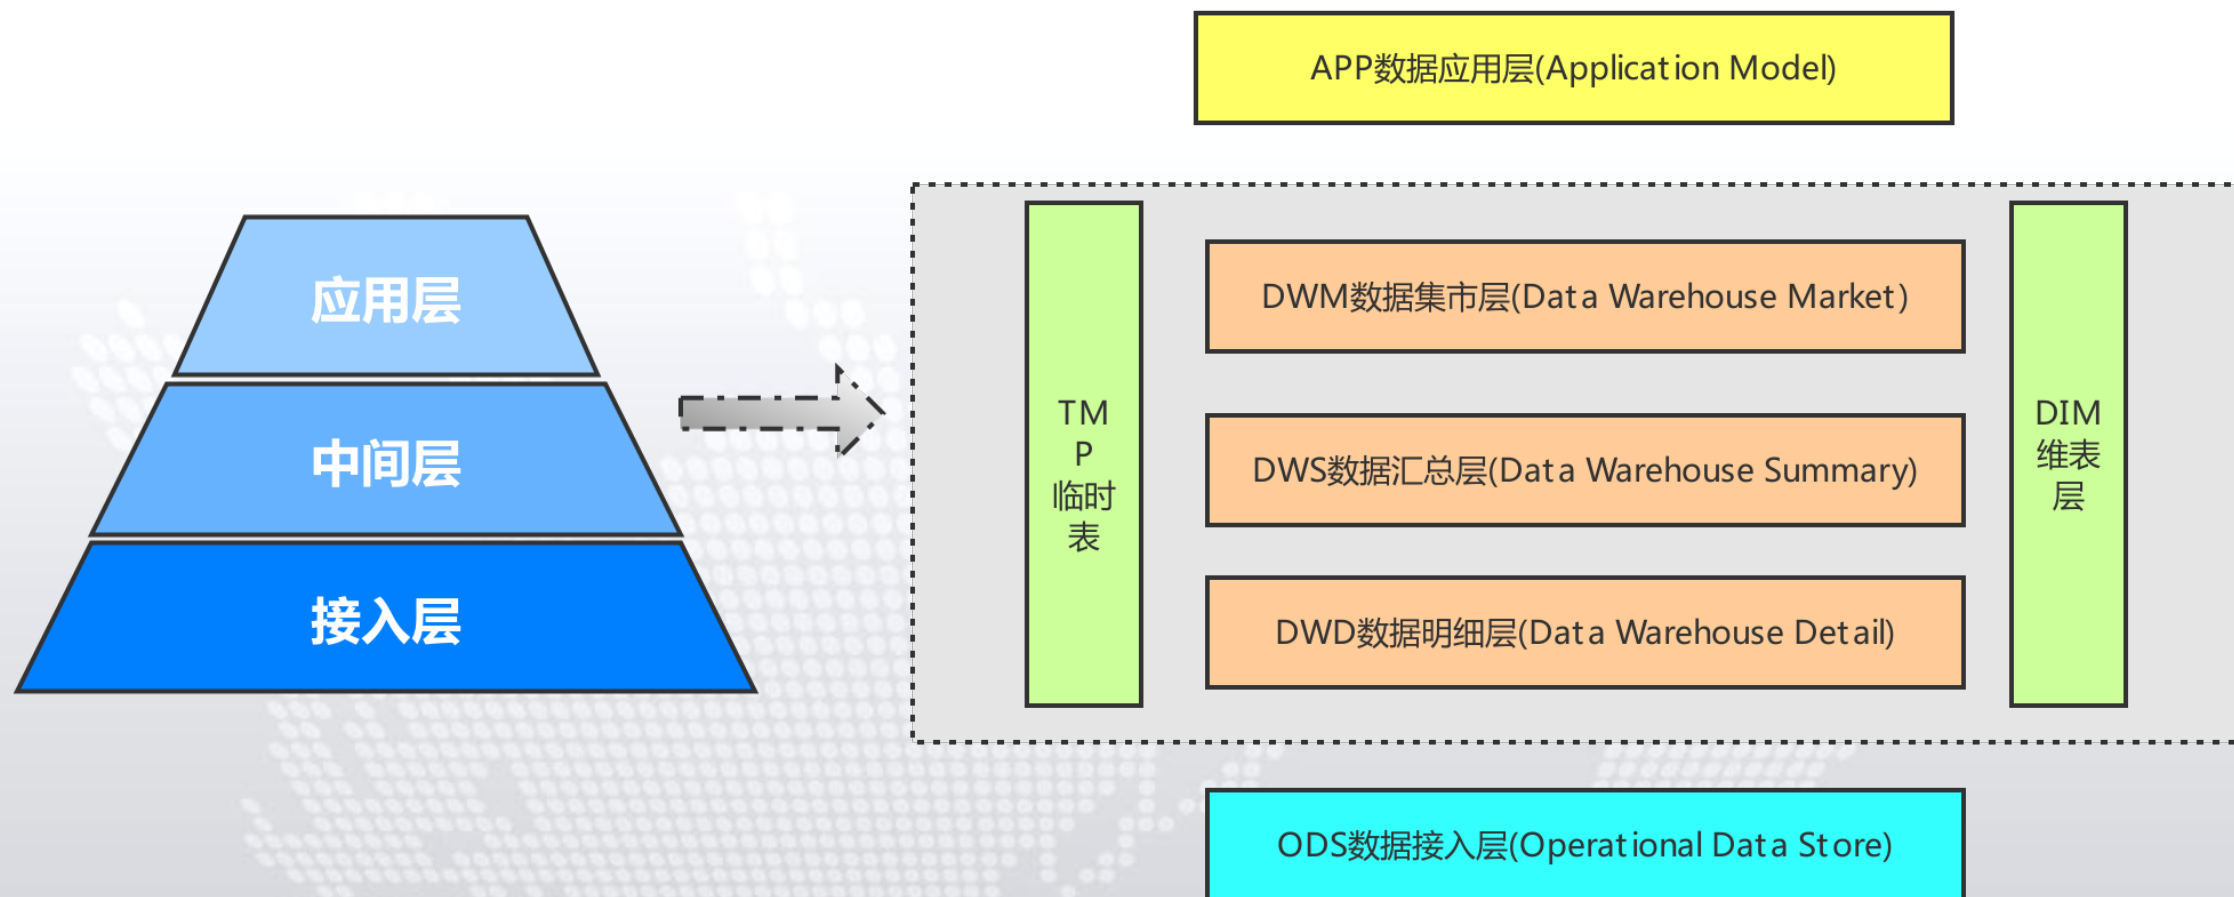 应用层
中间层
接入层
APP数据应用层(Application Model)
TM
P
临时
表
DWM数据集市层(Data Warehouse Market)
DWS数据汇总层(Data Warehouse Summary)
DWD数据明细层(Data Warehouse Detail)
DIM
维表
层
ODS数据接入层(Operational Data Store)